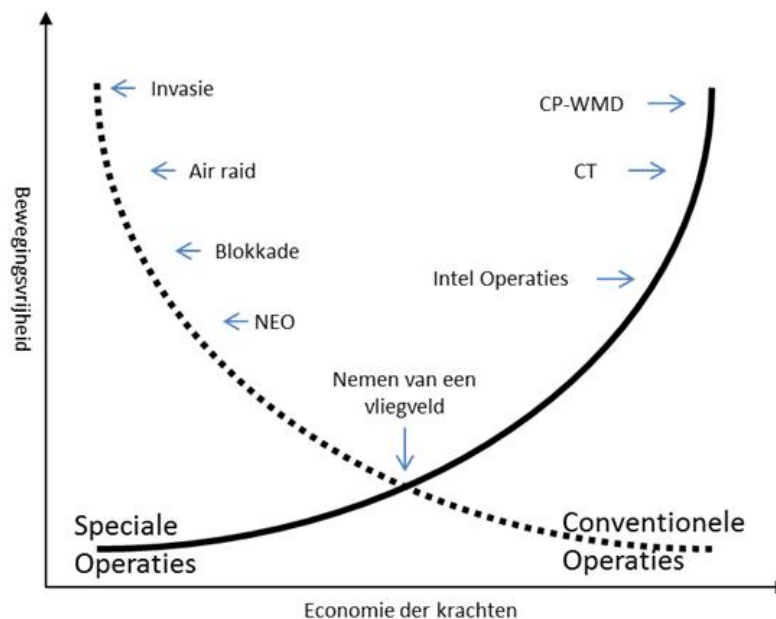 Invasie
CP-WMD
Air raid
CT
Blokkade
Intel Operaties
NEO
Nemen van een
vliegveld
Bewegingsvrijheid
Speciale
Operaties
Conventionele
Operaties
Economie der krachten